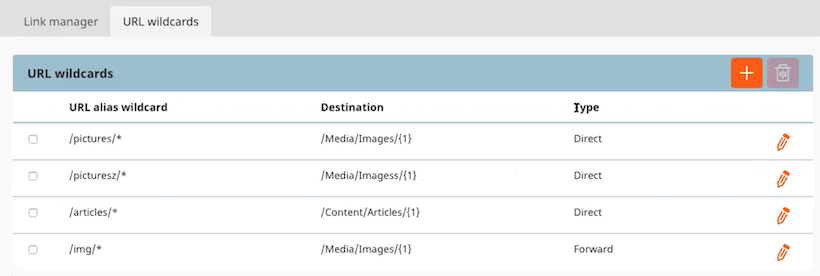 Link manager URL wildcards
URL wildcards
URL alias wildcard Destination Type
/pictures/* /Media/Images/{1} Direct
/picturesz/* /Media/Imagess/{1} Direct
/articles/* /Content/Articles/{1} Direct
/img/* /Media/Images/{1} Forward